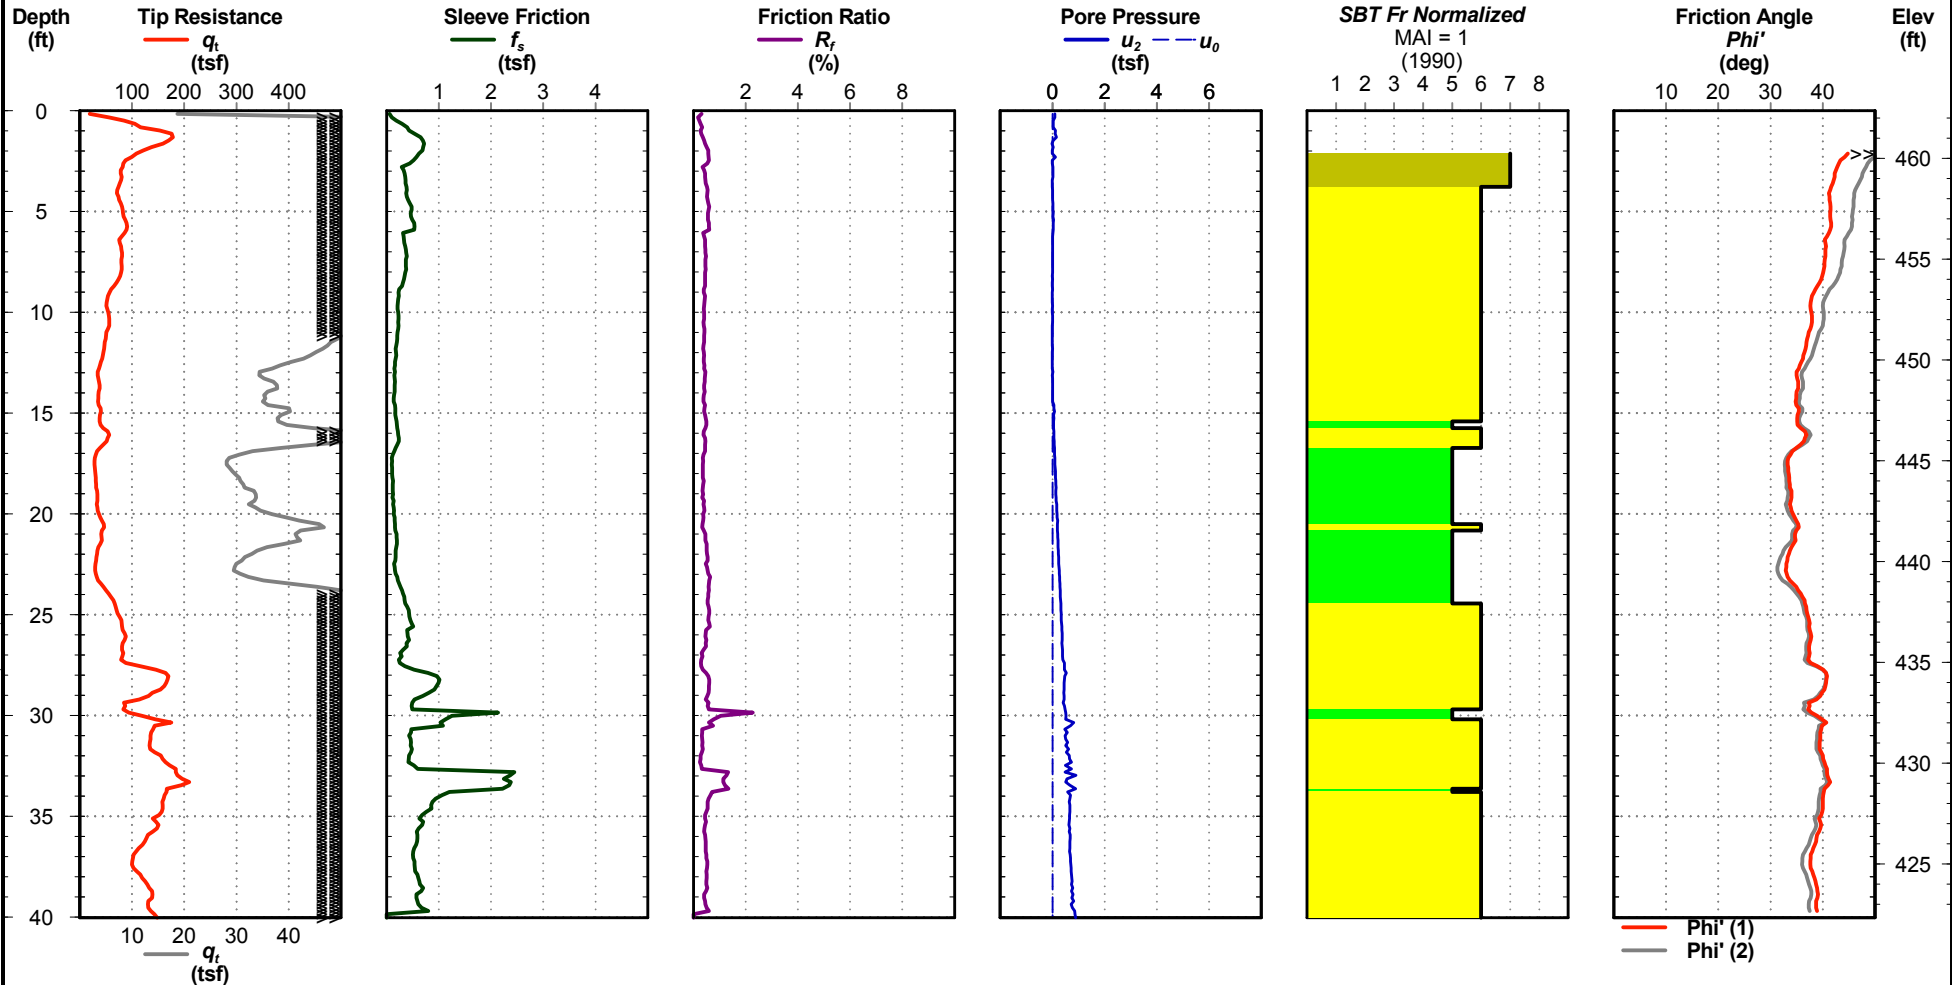 Depth
(ft)
Tip Resistance
qt
(tsf)
100 200 300 400
Sleeve Friction
fs
(tsf)
1 2 3 4
Friction Ratio
Rf
(%)
2 4 6 8
Pore Pressure
u2 u0
(tsf)
0 2 4 6
SBT Fr Normalized
MAI = 1
(1990)
1 2 3 4 5 6 7 8
Friction Angle
Phi'
(deg)
10 20 30 40
Elev
(ft)
0
5
10
15
20
25
30
35
40
>>
460
455
450
445
440
435
430
425
10 20 30 40
qt
(tsf)
Phi' (1)
Phi' (2)